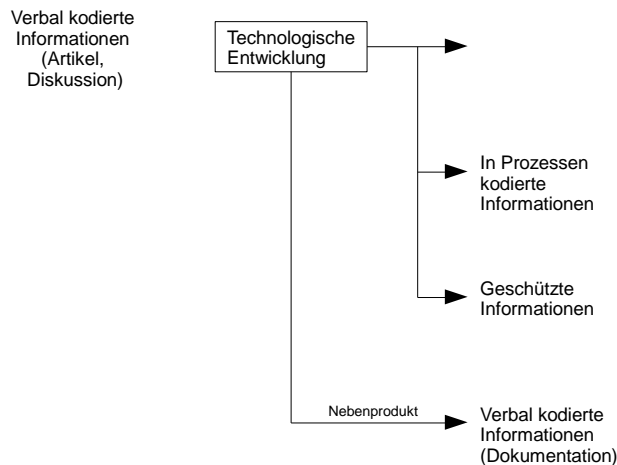 Verbal kodierte
Informationen
(Artikel,
Diskussion)
Technologische
Entwicklung
In Prozessen
kodierte
Informationen
Geschützte
Informationen
Nebenprodukt
Verbal kodierte
Informationen
(Dokumentation)